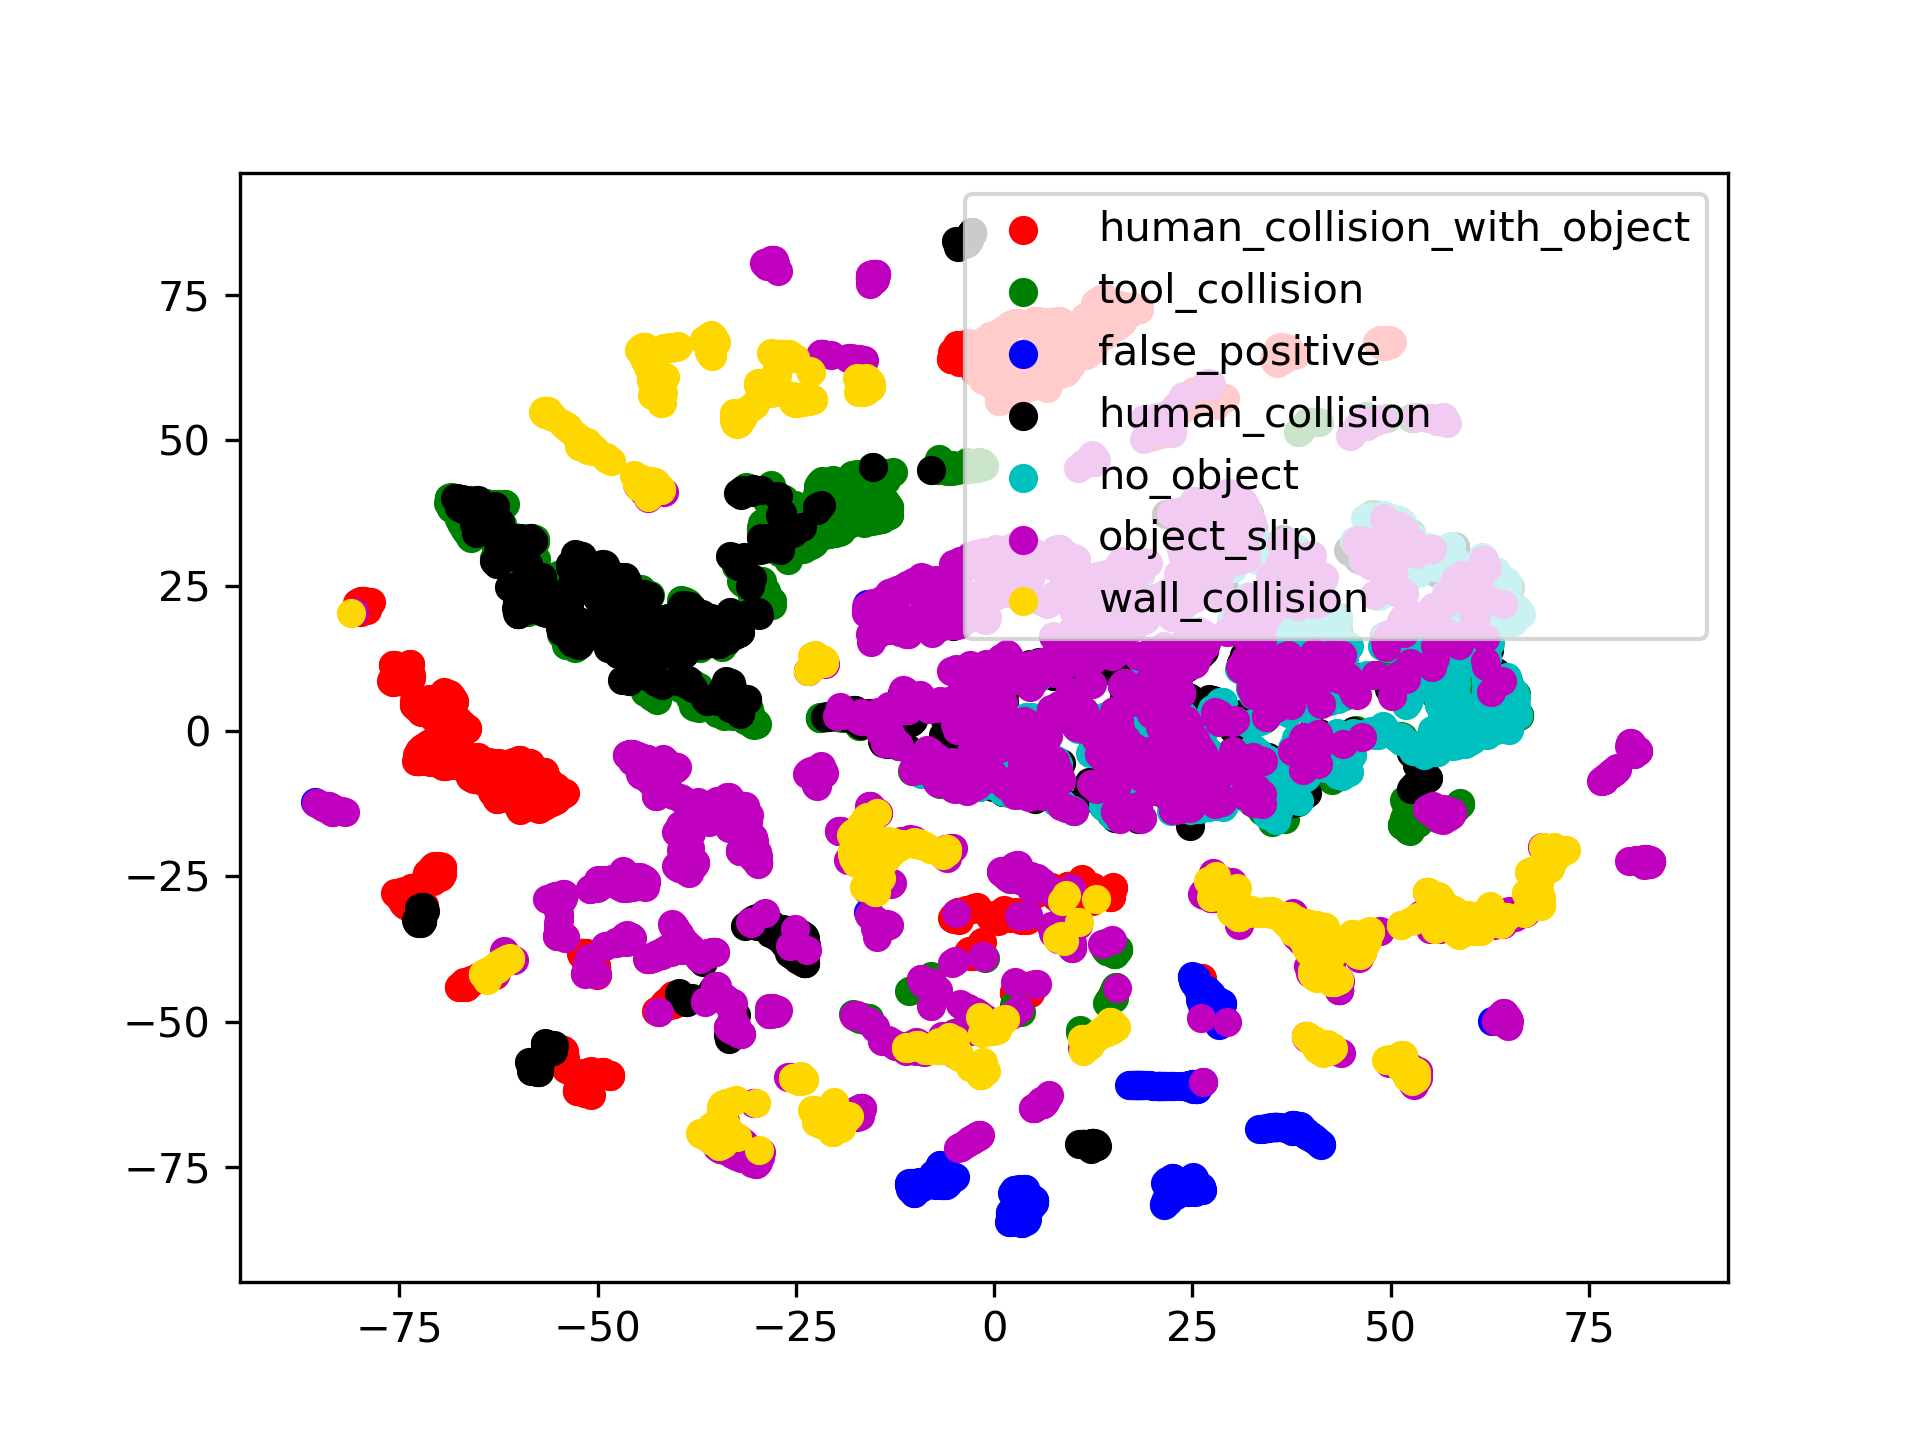 human_collision_with_object
tool_collision
false_positive
human_collision
no_object
object_slip
wall_collision
75
50
25
0
−25
−50
−75
−75 −50 −25 0 25 50 75